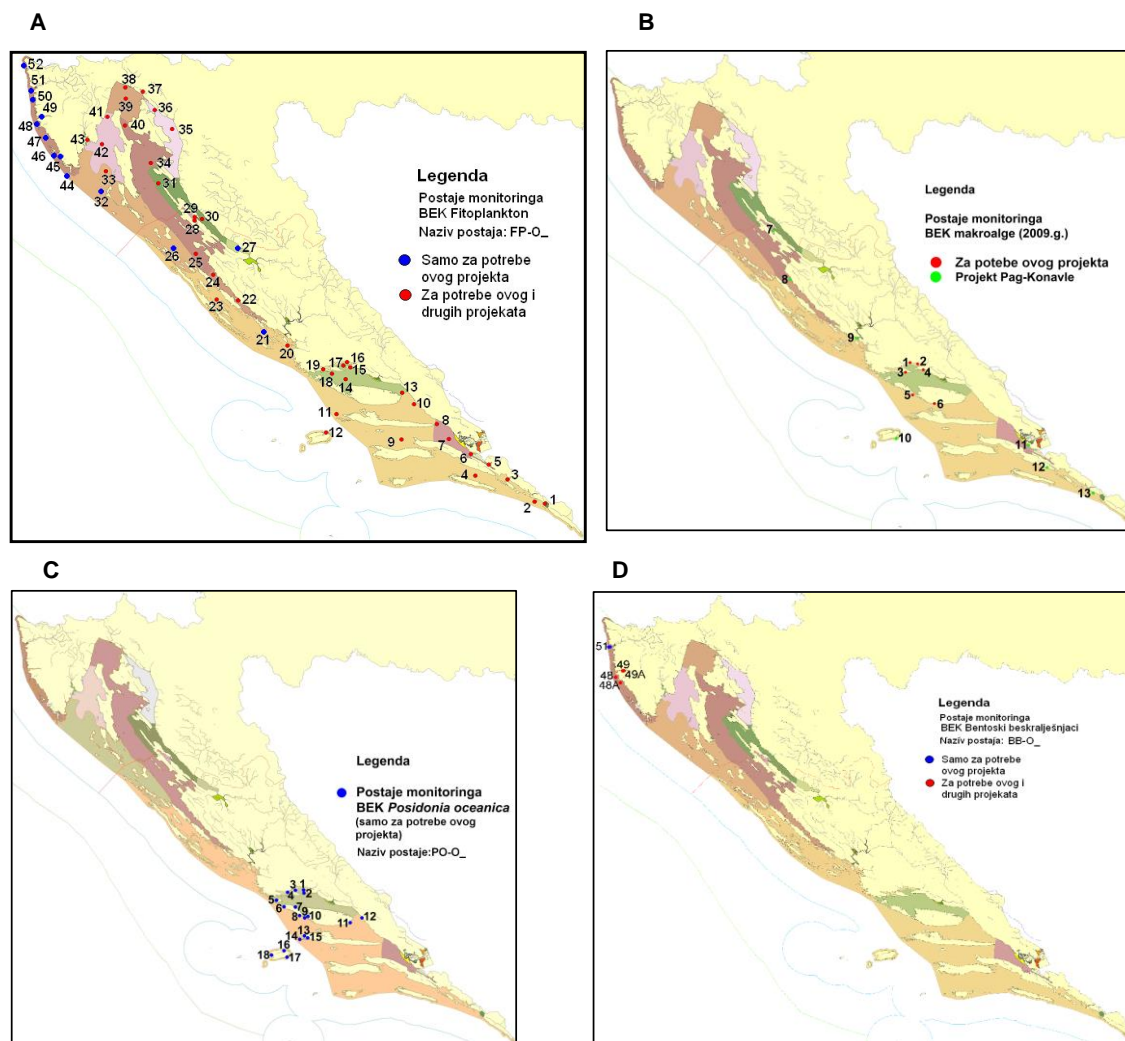 A
52
51
50
49
48
47
46
45
44
43
42
41
38
37
39
36
40
35
34
33
31
32
29
30
28
27
26
25
24
23
22
21
20
19
17
16
15
18
14
13
10
11
12
9
8
7
6
5
4
3
2
1
Legenda
Postaje monitoringa
BEK Fitoplankton
Naziv postaja: FP-O_
Samo za potrebe
ovog projekta
Za potrebe ovog i
drugih projekata
B
7
8
9
1
2
3
4
5
6
10
11
12
13
Legenda
Postaje monitoringa
BEK makroalge (2009.g.)
Za potebe ovog projekta
Projekt Pag-Konavle
C
3
1
4
2
5
6
7
8
9
10
11
12
13
14
15
16
18
17
Legenda
Postaje monitoringa
BEK Posidonia oceanica
(samo za potrebe ovog
projekta)
Naziv postaje:PO-O_
D
51
49
48
49A
48A
Legenda
Postaje monitoringa
BEK Bentoski beskralješnjaci
Naziv postaja: BB-O_
Samo za potrebe
ovog projekta
Za potrebe ovog i
drugih projekata